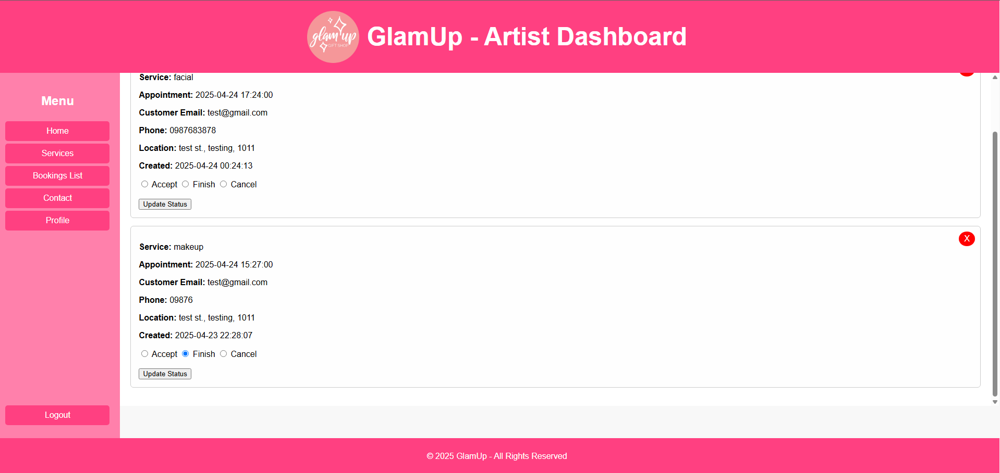 glam up
GIFT SHOP
GlamUp - Artist Dashboard
Menu
Home
Services
Bookings List
Contact
Profile
Logout
Service: facial
Appointment: 2025-04-24 17:24:00
Customer Email: test@gmail.com
Phone: 0987683878
Location: test st., testing, 1011
Created: 2025-04-24 00:24:13
Accept Finish Cancel
Update Status
X
Service: makeup
Appointment: 2025-04-24 15:27:00
Customer Email: test@gmail.com
Phone: 09876
Location: test st., testing, 1011
Created: 2025-04-23 22:28:07
Accept Finish Cancel
Update Status
© 2025 GlamUp - All Rights Reserved